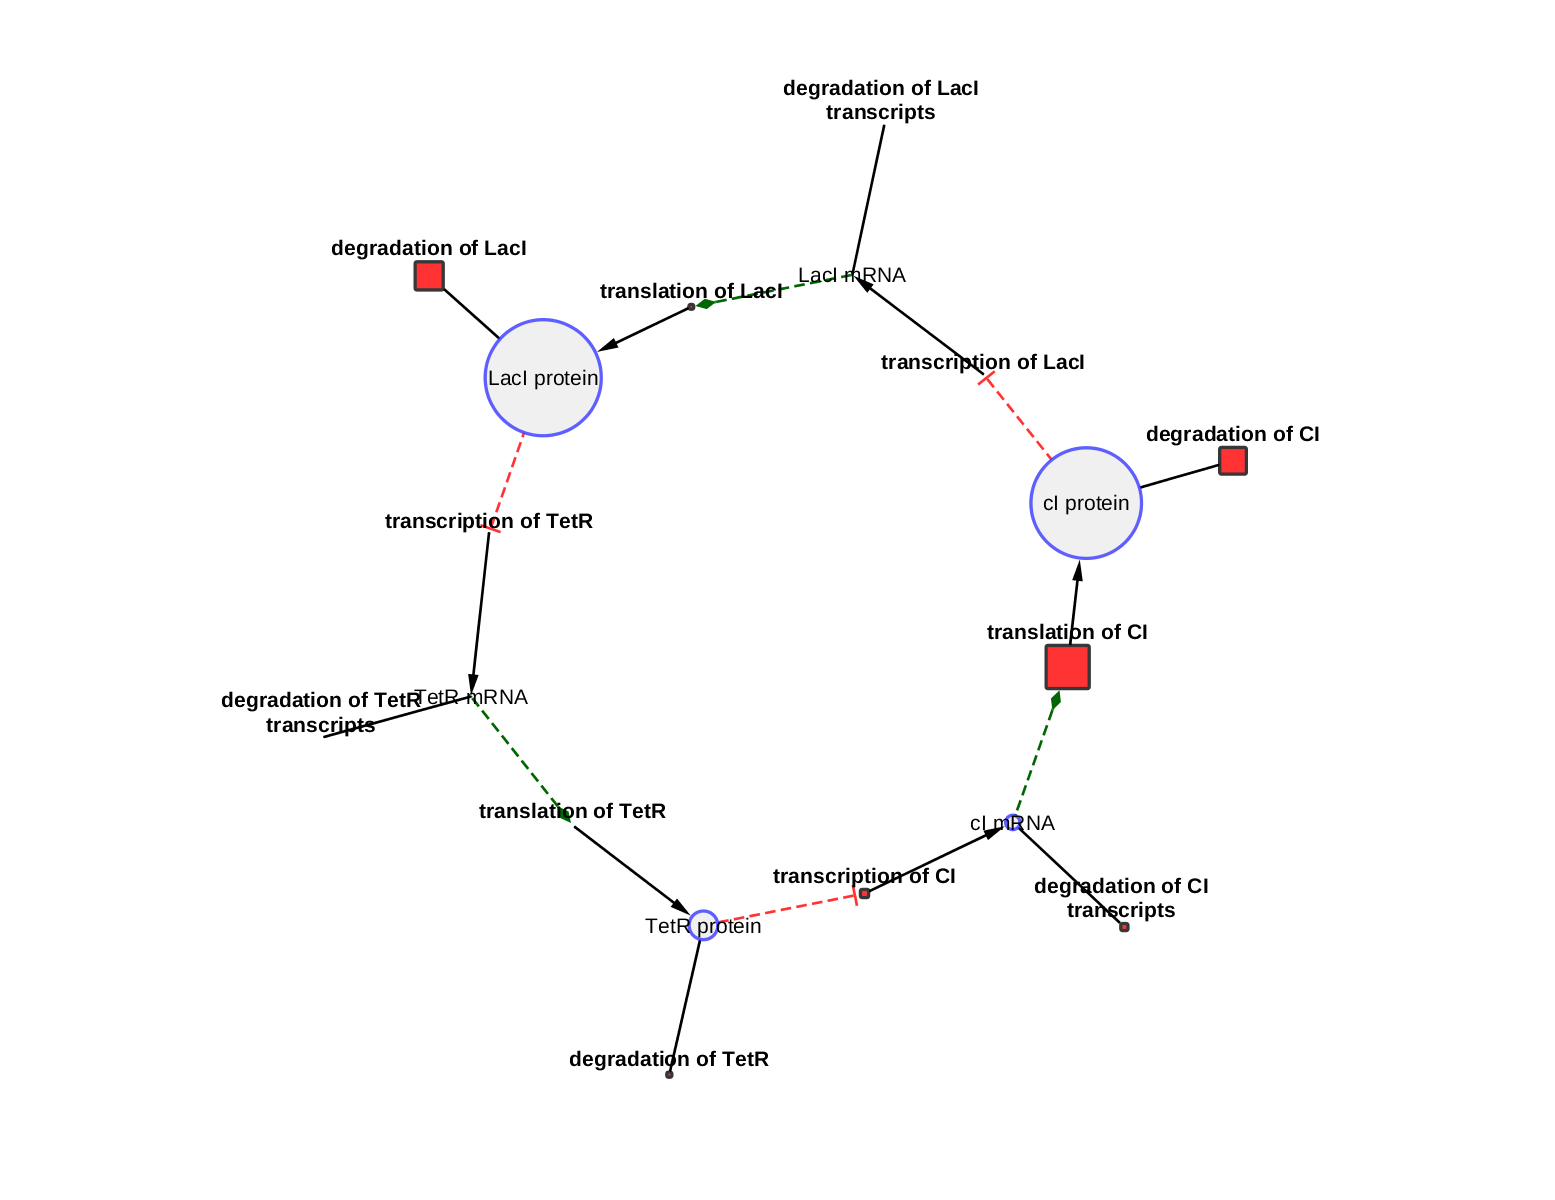 degradation of LacI
transcripts
degradation of LacI
LacI mRNA
translation of LacI
transcription of LacI
LacI protein
degradation of CI
cI protein
transcription of TetR
translation of CI
degradation of TetR
transcripts
TetR mRNA
translation of TetR
cI mRNA
transcription of CI
degradation of CI
transcripts
TetR protein
degradation of TetR